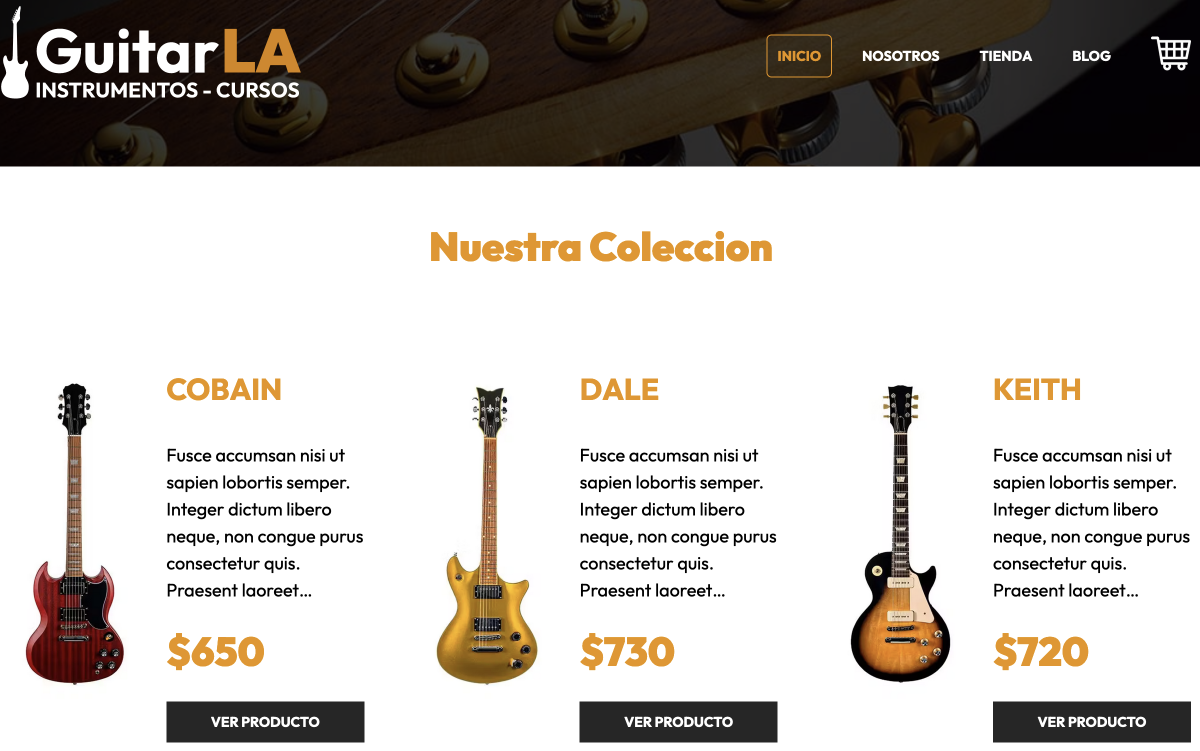 GuitarLA
INSTRUMENTOS - CURSOS
INICIO NOSOTROS TIENDA BLOG
Nuestra Coleccion
COBAIN
Fusce accumsan nisi ut
sapien lobortis semper.
Integer dictum libero
neque, non congue purus
consectetur quis.
Praesent laoreet...
$650
VER PRODUCTO
DALE
Fusce accumsan nisi ut
sapien lobortis semper.
Integer dictum libero
neque, non congue purus
consectetur quis.
Praesent laoreet...
$730
VER PRODUCTO
KEITH
Fusce accumsan nisi ut
sapien lobortis semper.
Integer dictum libero
neque, non congue purus
consectetur quis.
Praesent laoreet...
$720
VER PRODUCTO